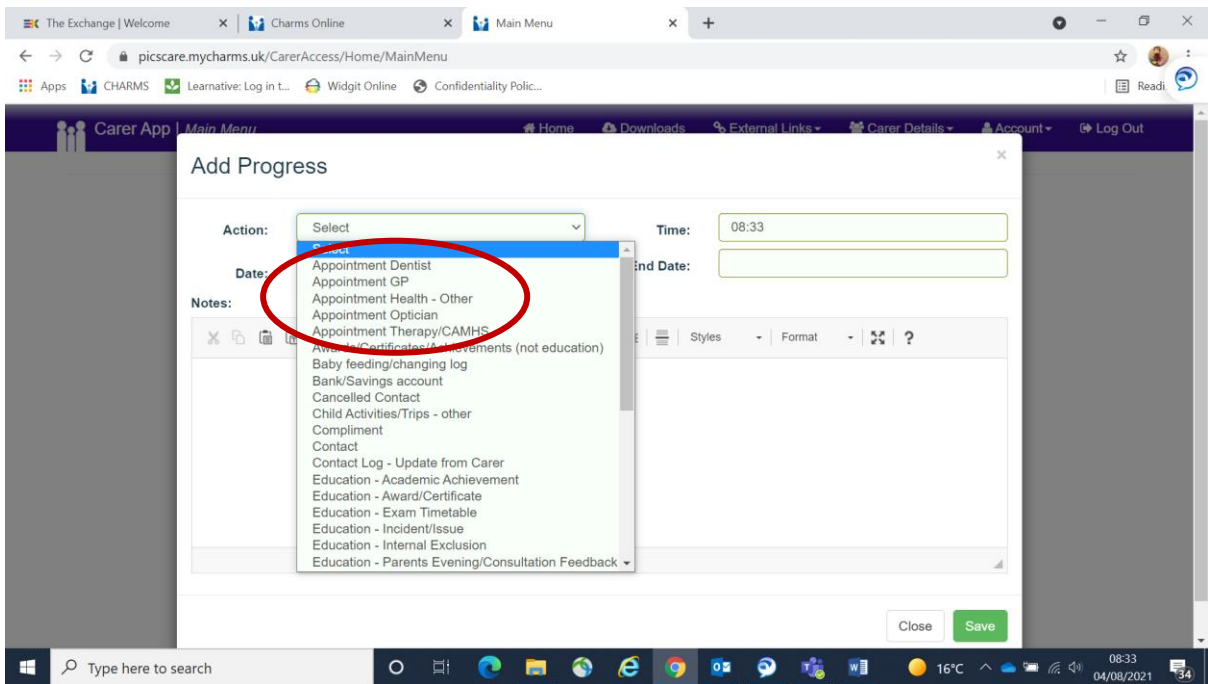 The Exchange | Welcome
Charms Online
Main Menu
picscare.mycharms.uk/CarerAccess/Home/MainMenu
Apps CHARMS Learnative: Log in t... Widgit Online Confidentiality Polic... Readi
Carer App | Main Menu Home Downloads External Links Carer Details Account Log Out
Add Progress
Action: Select Time: 08:33
Select
Appointment Dentist
Date: End Date:
Appointment GP
Notes:
Appointment Health - Other
Appointment Optician
Appointment Therapy/CAMHS
Styles Format ?
Awards/Certificates/Achievements (not education)
Baby feeding/changing log
Bank/Savings account
Cancelled Contact
Child Activities/Trips - other
Compliment
Contact
Contact Log - Update from Carer
Education - Academic Achievement
Education - Award/Certificate
Education - Exam Timetable
Education - Incident/Issue
Education - Internal Exclusion
Education - Parents Evening/Consultation Feedback
Close Save
Type here to search
16°C
08:33
04/08/2021
34